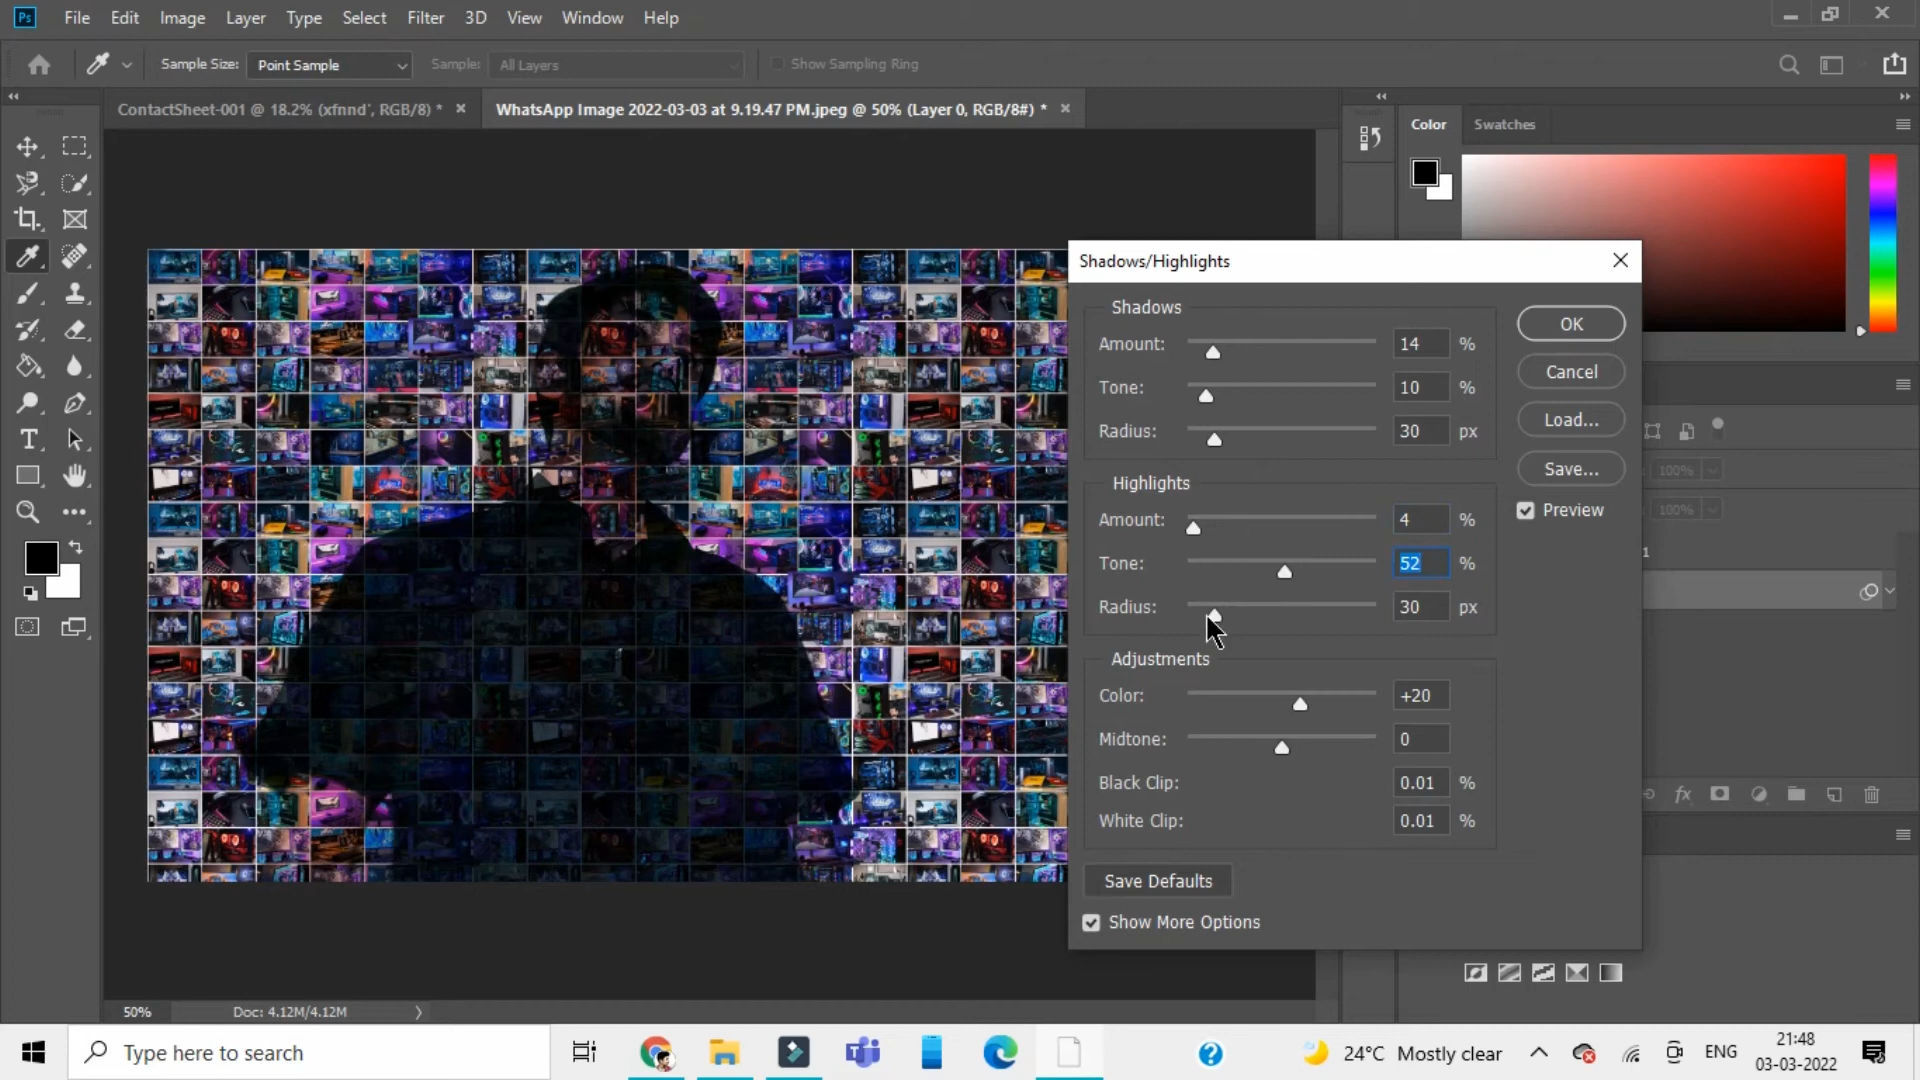 Ps File Edit Image Layer Type Select Filter 3D View Window Help
Sample Size: Point Sample Sample: All Layers Show Sampling Ring
ContactSheet-001 @ 18.2% (xfnnd', RGB/8) * WhatsApp Image 2022-03-03 at 9.19.47 PM.jpeg @ 50% (Layer 0, RGB/8#) *
Color Swatches
Shadows/Highlights
Shadows
Amount: 14 %
Tone: 10 %
Radius: 30 px
Highlights
Amount: 4 %
Tone: 52 %
Radius: 30 px
Adjustments
Color: +20
Midtone: 0
Black Clip: 0.01 %
White Clip: 0.01 %
Save Defaults
Show More Options
OK
Cancel
Load...
Save...
Preview
100%
100%
1
fx
50% Doc: 4.12M/4.12M
Type here to search
24°C Mostly clear
ENG
21:48
03-03-2022